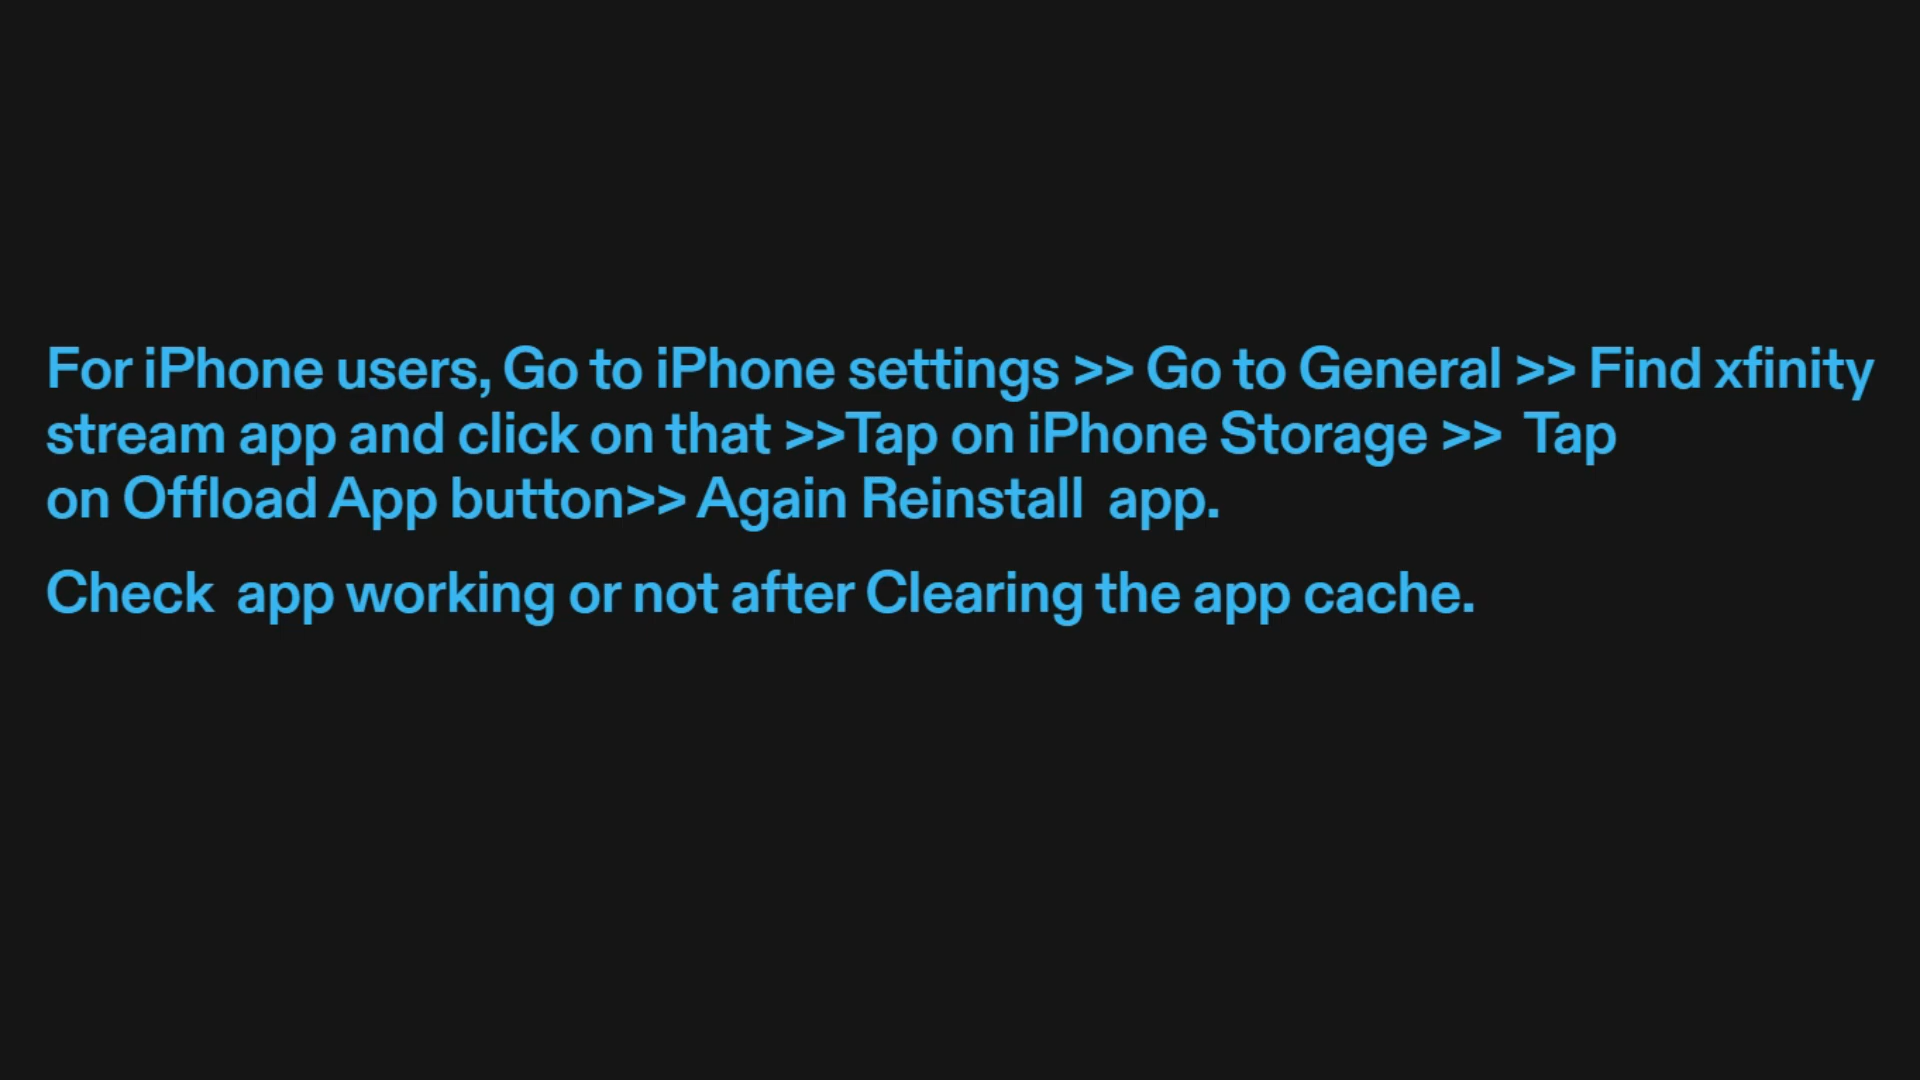 For iPhone users, Go to iPhone settings >> Go to General >> Find xfinity
stream app and click on that >>Tap on iPhone Storage >>  Tap
on Offload App button>> Again Reinstall  app.
Check  app working or not after Clearing the app cache.